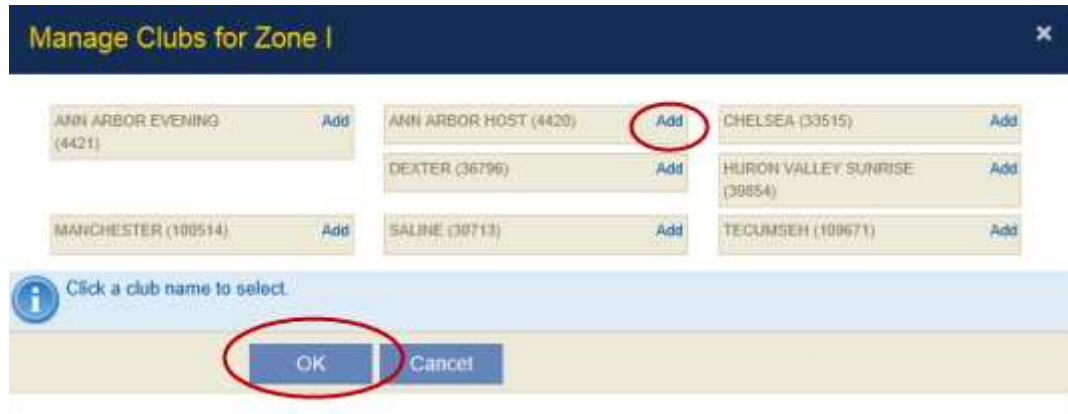 Manage Clubs for Zone I ×
ANN ARBOR EVENING Add
(4421)
ANN ARBOR HOST (4420) Add
CHELSEA (33515) Add
DEXTER (36796) Add
HURON VALLEY SUNRISE Add
(39854)
MANCHESTER (100514) Add
SALINE (30713) Add
TECUMSEH (109671) Add
Click a club name to select.
OK Cancel